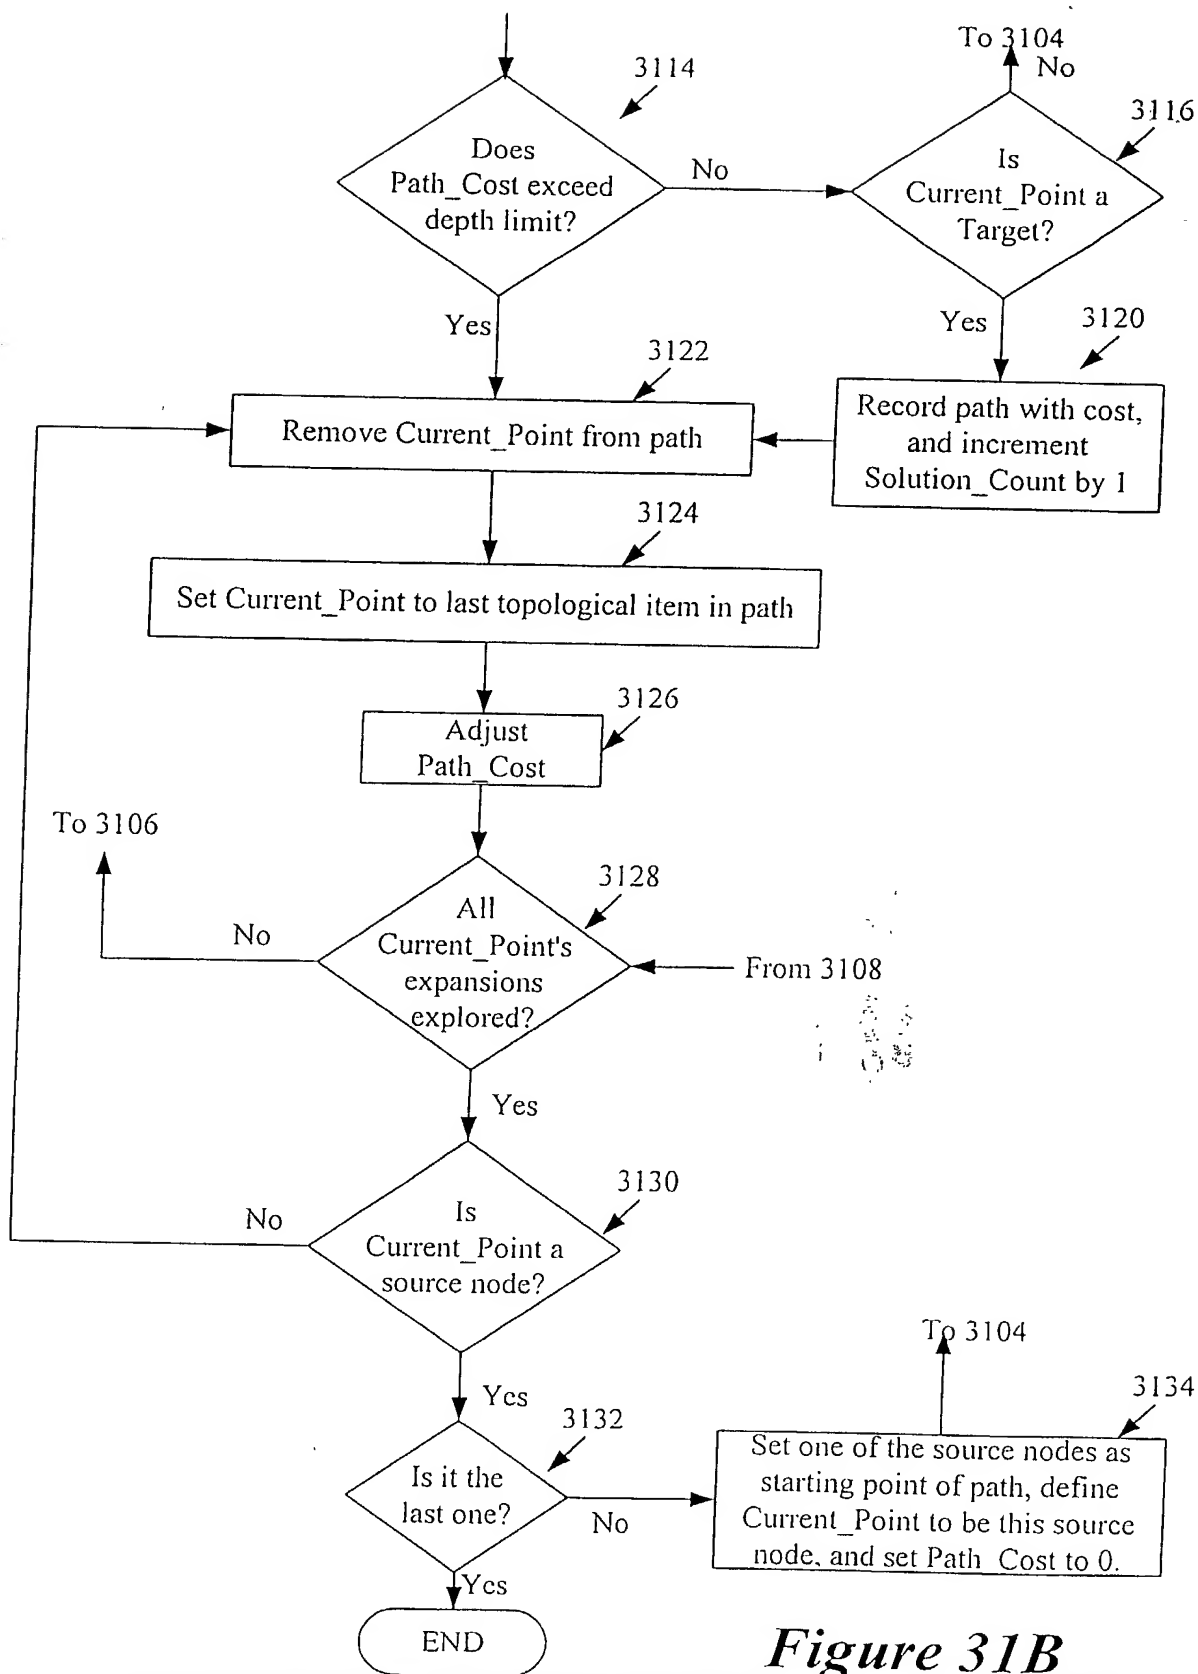 To 3104
No
3114
3116
Does
Path_Cost exceed
depth limit?
No
Is
Current_Point a
Target?
Yes
Yes
3120
3122
Remove Current_Point from path
Record path with cost,
and increment
Solution_Count by 1
3124
Set Current_Point to last topological item in path
3126
Adjust
Path_Cost
To 3106
3128
All
Current_Point's
expansions
explored?
No
From 3108
Yes
3130
Is
Current_Point a
source node?
No
To 3104
Yes
3132
3134
Is it the
last one?
No
Set one of the source nodes as
starting point of path, define
Current_Point to be this source
node, and set Path_Cost to 0.
Yes
END
Figure 31B